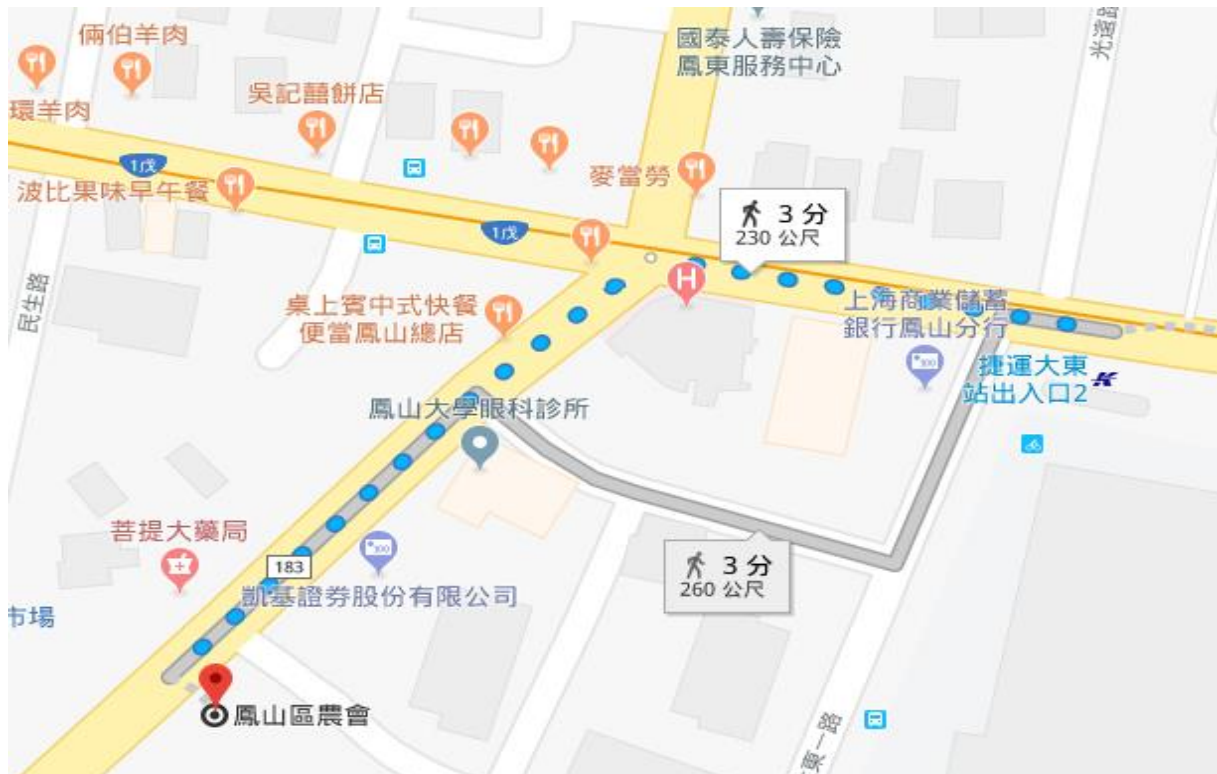 倆伯羊肉
國泰人壽保險
鳳東服務中心
光遠路
環羊肉
吳記囍餅店
1戊
波比果味早午餐
麥當勞
3 分
230 公尺
1戊
H
民生路
桌上賓中式快餐
便當鳳山總店
上海商業儲蓄
銀行鳳山分行
捷運大東
站出入口2
鳳山大學眼科診所
菩提大藥局
183
3 分
260 公尺
凱基證券股份有限公司
市場
鳳山區農會
東一路